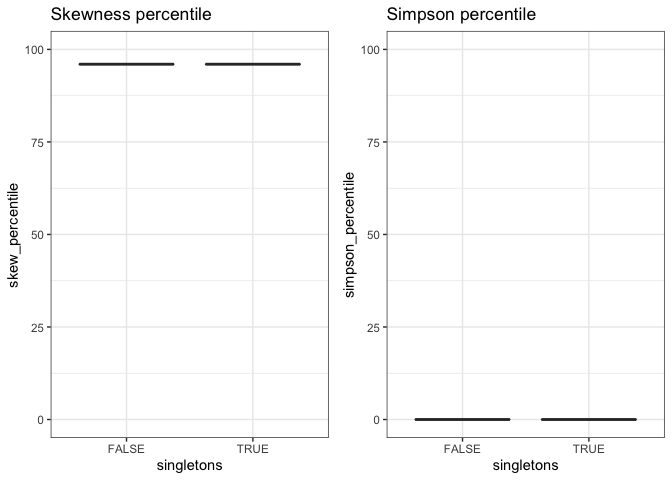 Skewness percentile
skew_percentile
100
75
50
25
0
FALSE
TRUE
singletons
Simpson percentile
simpson_percentile
100
75
50
25
0
FALSE
TRUE
singletons